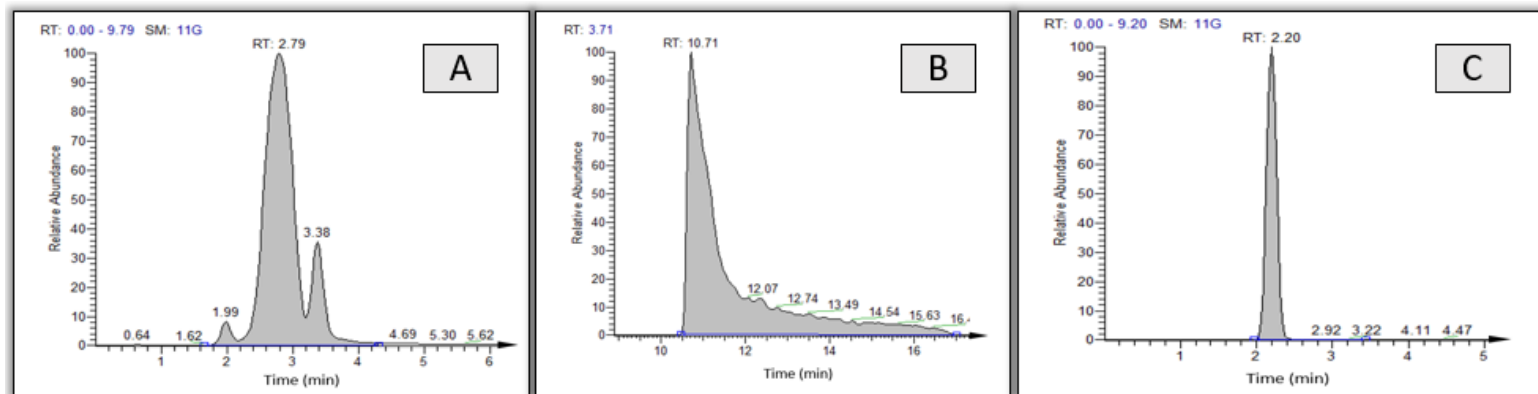 RT: 0.00 - 9.79 SM: 11G
RT: 2.79
A
100
90
80
70
60
50
40
30
20
10
0
Relative Abundance
3.38
1.99
0.64
1.62
4.69
5.30
5.62
1 2 3 4 5 6
Time (min)
RT: 3.71
RT: 10.71
B
100
90
80
70
60
50
40
30
20
10
0
Relative Abundance
12.07
12.74
13.49
14.54
15.63
10 12 14 16
Time (min)
RT: 0.00 - 9.20 SM: 11G
RT: 2.20
C
100
90
80
70
60
50
40
30
20
10
0
Relative Abundance
2.92
3.22
4.11
4.47
1 2 3 4 5
Time (min)